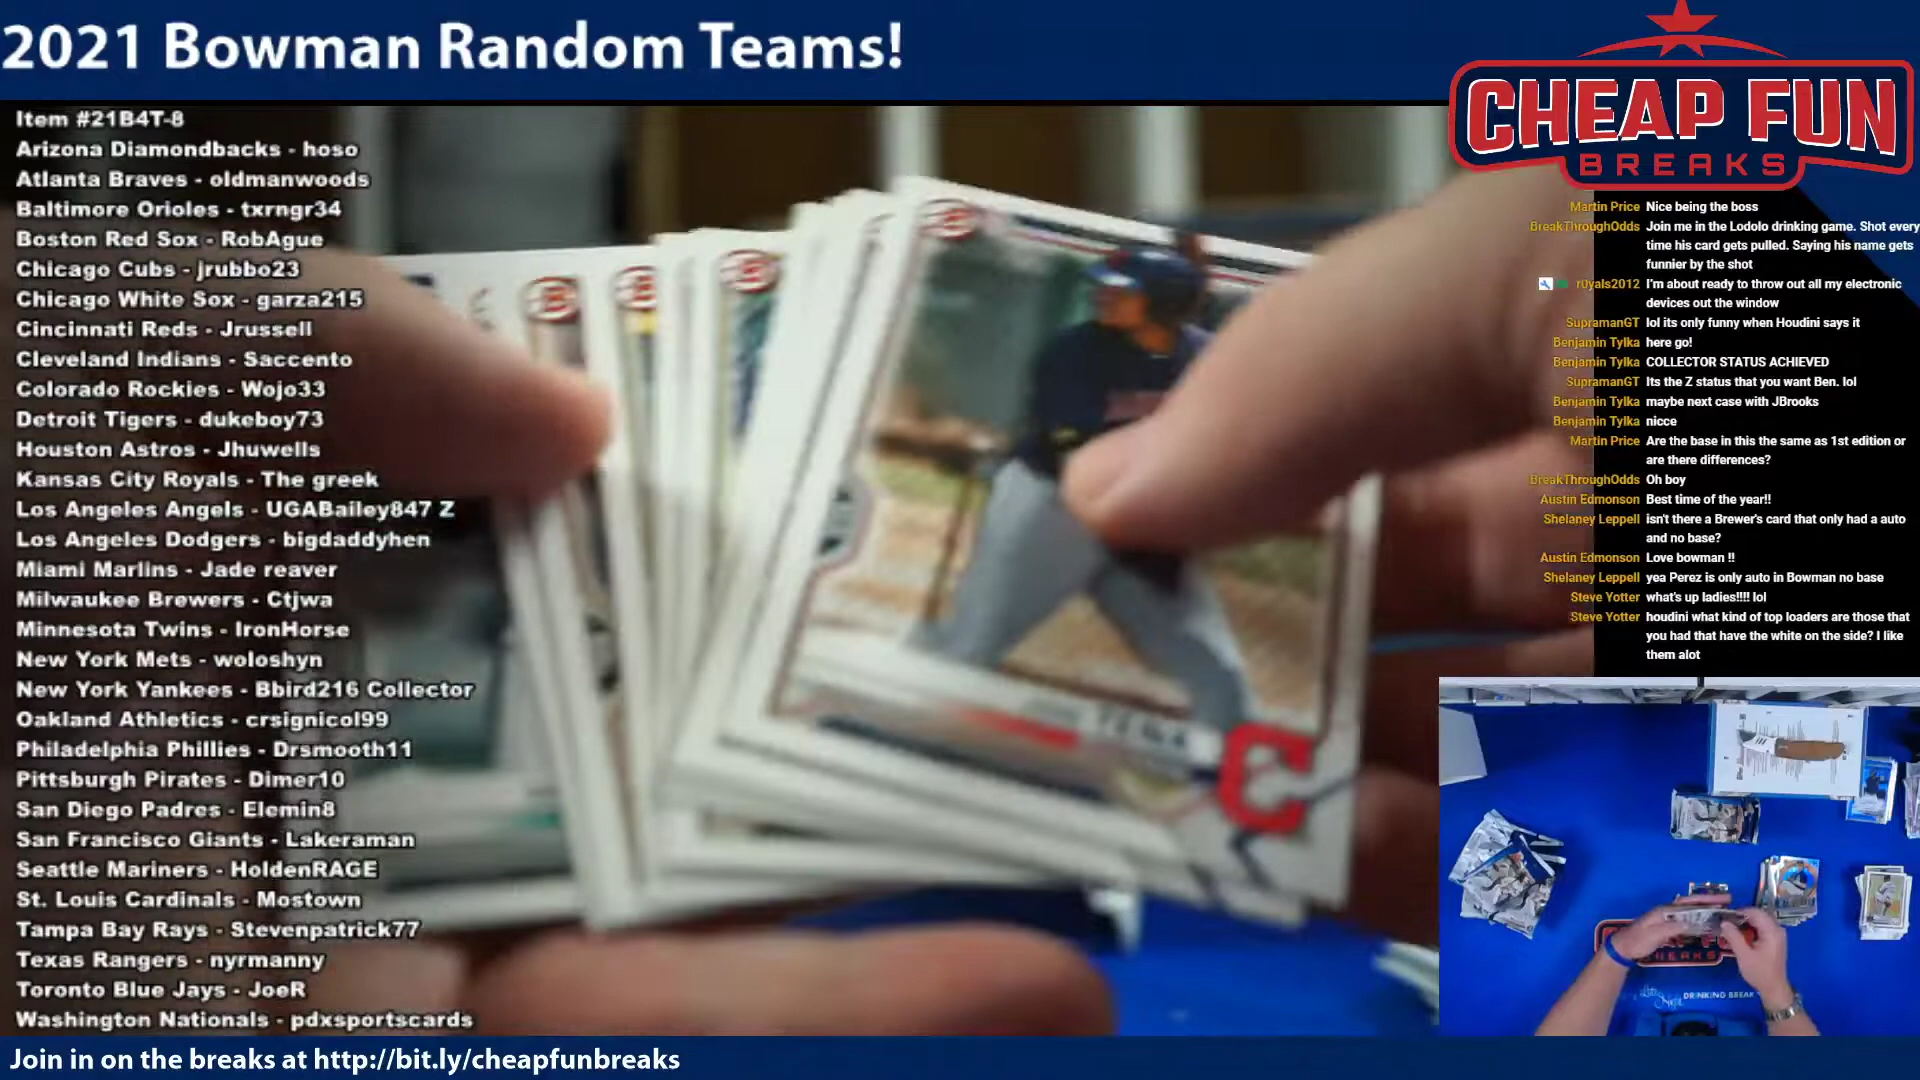 2021 Bowman Random Teams!
CHEAP FUN
BREAKS
Item #21B4T-8
Arizona Diamondbacks - hoso
Atlanta Braves - oldmanwoods
Baltimore Orioles - txrngr34
Boston Red Sox - RobAgue
Chicago Cubs - jrubbo23
Chicago White Sox - garza215
Cincinnati Reds - Jrussell
Cleveland Indians - Saccento
Colorado Rockies - Wojo33
Detroit Tigers - dukeboy73
Houston Astros - Jhuwells
Kansas City Royals - The greek
Los Angeles Angels - UGABailey847 Z
Los Angeles Dodgers - bigdaddyhen
Miami Marlins - Jade reaver
Milwaukee Brewers - Ctjwa
Minnesota Twins - IronHorse
New York Mets - woloshyn
New York Yankees - Bbird216 Collector
Oakland Athletics - crsignicol99
Philadelphia Phillies - Drsmooth11
Pittsburgh Pirates - Dimer10
San Diego Padres - Elemin8
San Francisco Giants - Lakeraman
Seattle Mariners - HoldenRAGE
St. Louis Cardinals - Mostown
Tampa Bay Rays - Stevenpatrick77
Texas Rangers - nyrmanny
Toronto Blue Jays - JoeR
Washington Nationals - pdxsportscards
B
B
B
B
C
Martin Price Nice being the boss
BreakThroughOdds Join me in the Lodolo drinking game. Shot every
time his card gets pulled. Saying his name gets
funnier by the shot
r0yals2012 I'm about ready to throw out all my electronic
devices out the window
SupramanGT lol its only funny when Houdini says it
Benjamin Tylka here go!
Benjamin Tylka COLLECTOR STATUS ACHIEVED
SupramanGT Its the Z status that you want Ben. lol
Benjamin Tylka maybe next case with JBrooks
Benjamin Tylka nicce
Martin Price Are the base in this the same as 1st edition or
are there differences?
BreakThroughOdds Oh boy
Austin Edmonson Best time of the year!!
Shelaney Leppell isn't there a Brewer's card that only had a auto
and no base?
Austin Edmonson Love bowman !!
Shelaney Leppell yea Perez is only auto in Bowman no base
Steve Yotter what's up ladies!!!! lol
Steve Yotter houdini what kind of top loaders are those that
you had that have the white on the side? I like
them alot
BREAKS
DRINKING BREAK
Join in on the breaks at http://bit.ly/cheapfunbreaks